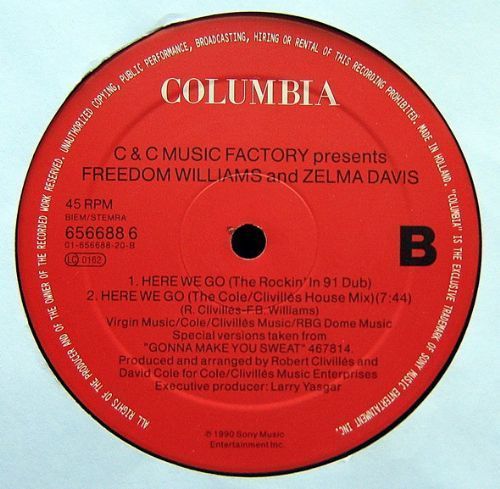 ALL RIGHTS OF THE PRODUCER AND OF THE OWNER OF THE RECORDED WORK RESERVED. UNAUTHORIIZED COPYING, PUBLIC PERFORMANCE, BROADCASTING, HIRING OR RENTAL OF THIS RECORDING PROHIBITED. MADE IN HOLLAND. "COLUMBIA" IS THE EXCLUSIVE TRADEMARK OF SONY MUSIC ENTERTAINMENT INC.
COLUMBIA
C & C MUSIC FACTORY presents
FREEDOM WILLIAMS and ZELMA DAVIS
45 RPM
BIEM/STEMRA
656688 6
01-656688-20-B
LC 0162
B
1. HERE WE GO (The Rockin' In 91 Dub)
2. HERE WE GO (The Cole/Clivillés House Mix)(7:44)
(R. Clivillés-F.B. Williams)
Virgin Music/Cole/Clivillés Music/RBG Dome Music
Special versions taken from
"GONNA MAKE YOU SWEAT" 467814.
Produced and arranged by Robert Clivillés and
David Cole for Cole/Clivillés Music Enterprises
Executive producer: Larry Yasgar
℗ 1990 Sony Music
Entertainment Inc.